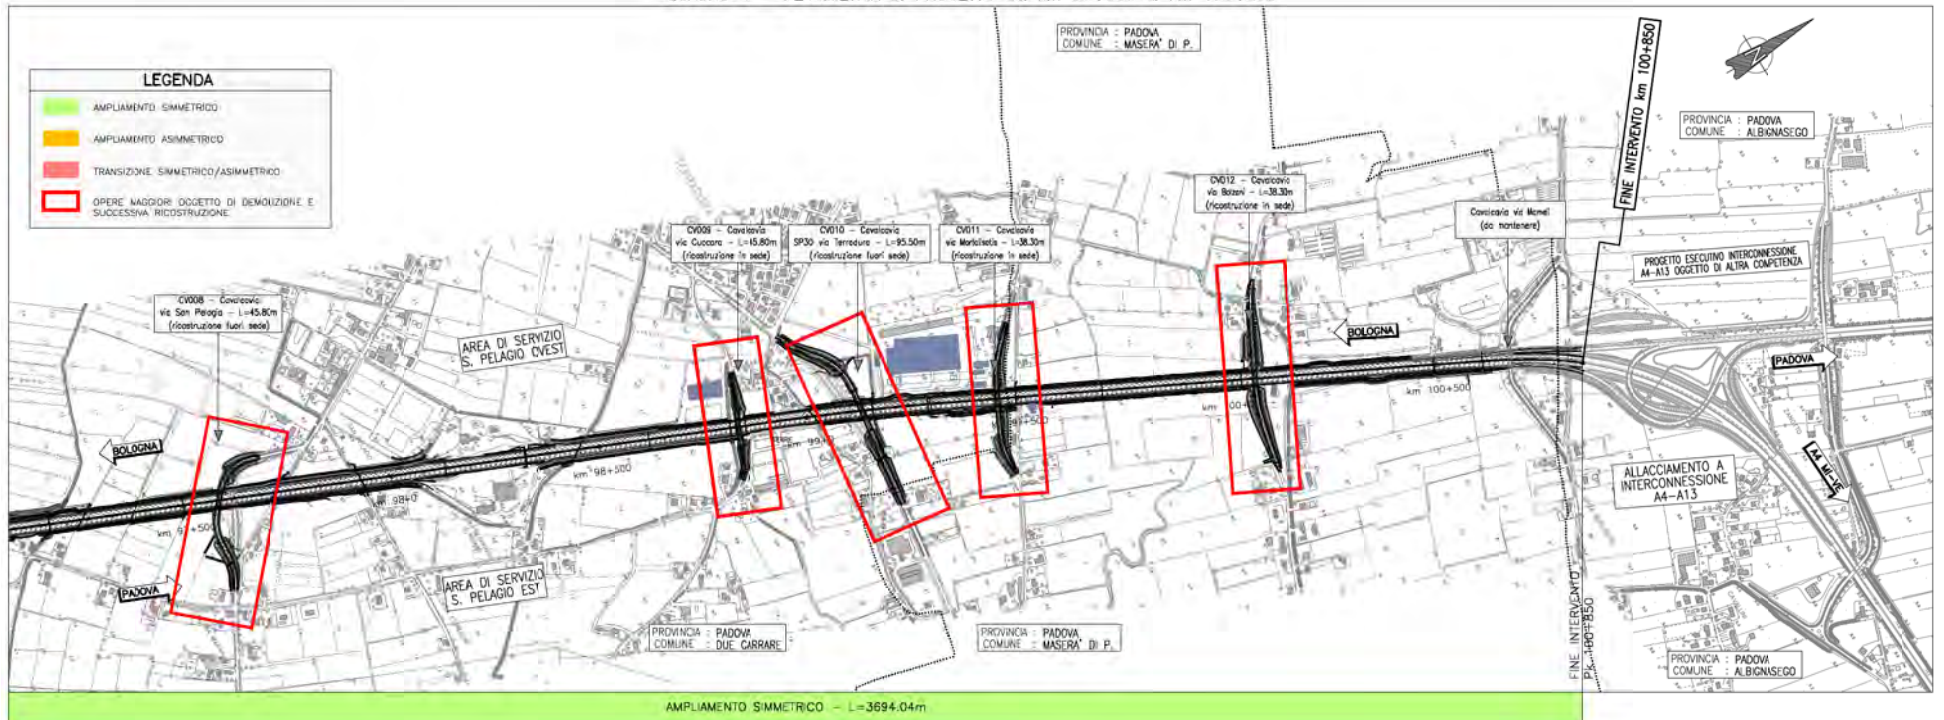 PROVINCIA : PADOVA
COMUNE : MASERA' DI P.
LEGENDA
AMPLIAMENTO SIMMETRICO
AMPLIAMENTO ASIMMETRICO
TRANSIZIONE SIMMETRICO/ASIMMETRICO
OPERE MAGGIORI OGGETTO DI DEMOLIZIONE E
SUCCESSIVA RICOSTRUZIONE
FINE INTERVENTO km 100+850
PROVINCIA : PADOVA
COMUNE : ALBIGNASEGO
CV012 - Cavalcavia
via Bolzani - L=38.30m
(ricostruzione in sede)
Cavalcavia via Mameli
(da mantenere)
CV009 - Cavalcavia
via Cuccara - L=45.80m
(ricostruzione in sede)
CV010 - Cavalcavia
SP30 via Terradura - L=95.50m
(ricostruzione fuori sede)
CV011 - Cavalcavia
L=38.30m
(ricostruzione in sede)
PROGETTO ESECUTIVO INTERCONNESSIONE
A4-A13 OGGETTO DI ALTRA COMPETENZA
CV008 - Cavalcavia
via San Pelagio - L=45.80m
(ricostruzione fuori sede)
AREA DI SERVIZIO
S. PELAGIO OVEST
BOLOGNA
PADOVA
km 100+500
BOLOGNA
km 98+500
ALLACCIAMENTO A
INTERCONNESSIONE
A4-A13
A4 MI-VE
AREA DI SERVIZIO
S. PELAGIO EST
PADOVA
PROVINCIA : PADOVA
COMUNE : DUE CARRARE
PROVINCIA : PADOVA
COMUNE : MASERA' DI P.
FINE INTERVENTO
PK 100+850
PROVINCIA : PADOVA
COMUNE : ALBIGNASEGO
AMPLIAMENTO SIMMETRICO - L=3694.04m